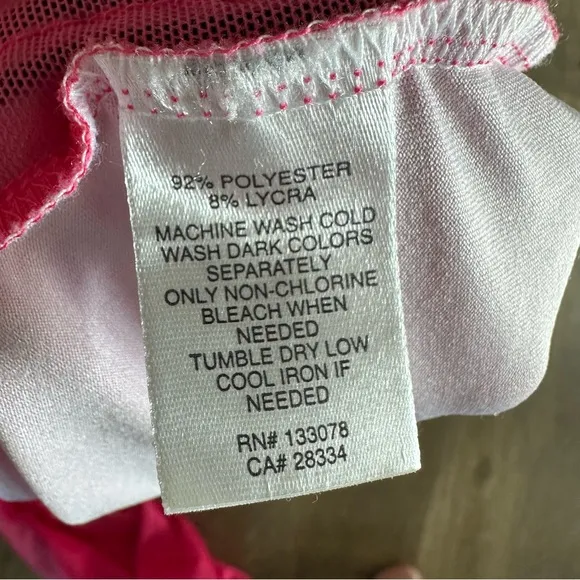 92% POLYESTER
8% LYCRA
MACHINE WASH COLD
WASH DARK COLORS
SEPARATELY
ONLY NON-CHLORINE
BLEACH WHEN
NEEDED
TUMBLE DRY LOW
COOL IRON IF
NEEDED
RN# 133078
CA# 28334